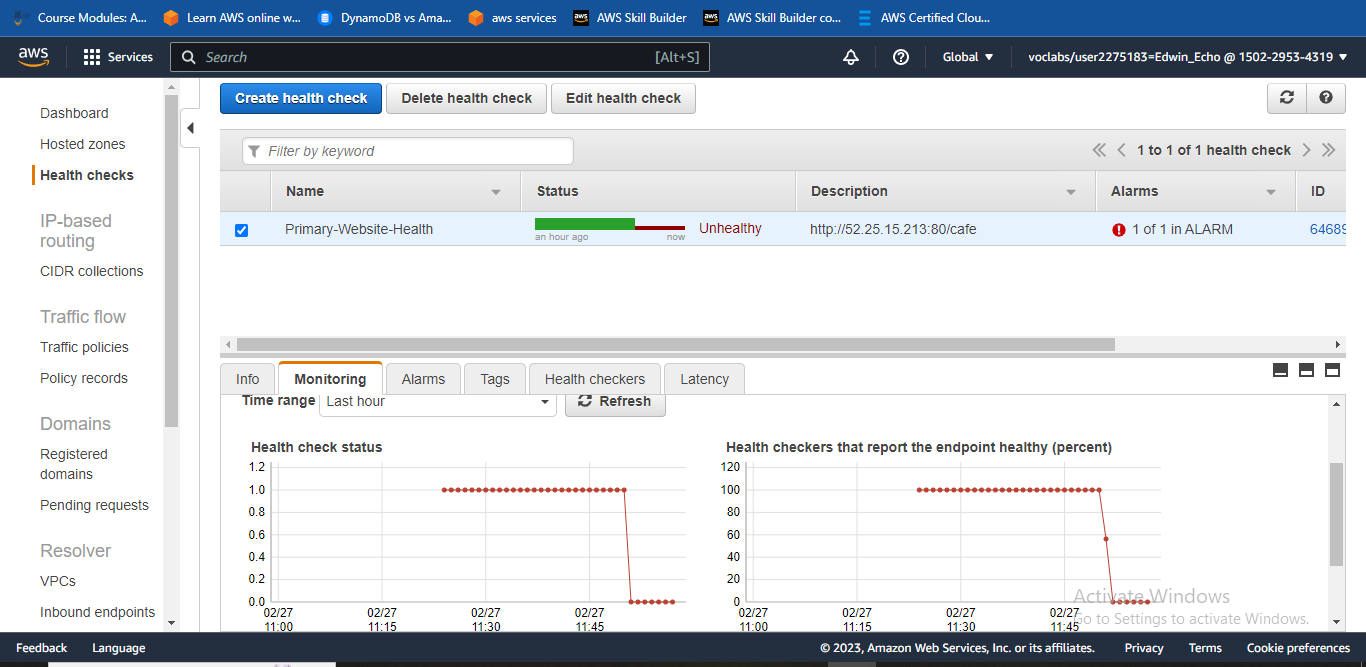 Course Modules: A...
Learn AWS online w...
DynamoDB vs Ama...
aws services
aws
AWS Skill Builder
aws
AWS Skill Builder co...
AWS Certified Clou...
aws
Services
Search
[Alt+S]
Global
voclabs/user2275183=Edwin_Echo @ 1502-2953-4319
Dashboard
Hosted zones
Health checks
IP-based
routing
CIDR collections
Traffic flow
Traffic policies
Policy records
Domains
Registered
domains
Pending requests
Resolver
VPCs
Inbound endpoints
Create health check
Delete health check
Edit health check
Filter by keyword
1 to 1 of 1 health check
Name
Status
Description
Alarms
ID
Primary-Website-Health
an hour ago
now
Unhealthy
http://52.25.15.213:80/cafe
1 of 1 in ALARM
64689
Info
Monitoring
Alarms
Tags
Health checkers
Latency
Time range
Last hour
Refresh
Health check status
1.2
1.0
0.8
0.6
0.4
0.2
0.0
02/27 02/27 02/27 02/27
11:00 11:15 11:30 11:45
Health checkers that report the endpoint healthy (percent)
120
100
80
60
40
20
0
02/27 02/27 02/27 02/27
11:00 11:15 11:30 11:45
Activate Windows
Go to Settings to activate Windows.
Feedback
Language
© 2023, Amazon Web Services, Inc. or its affiliates.
Privacy
Terms
Cookie preferences